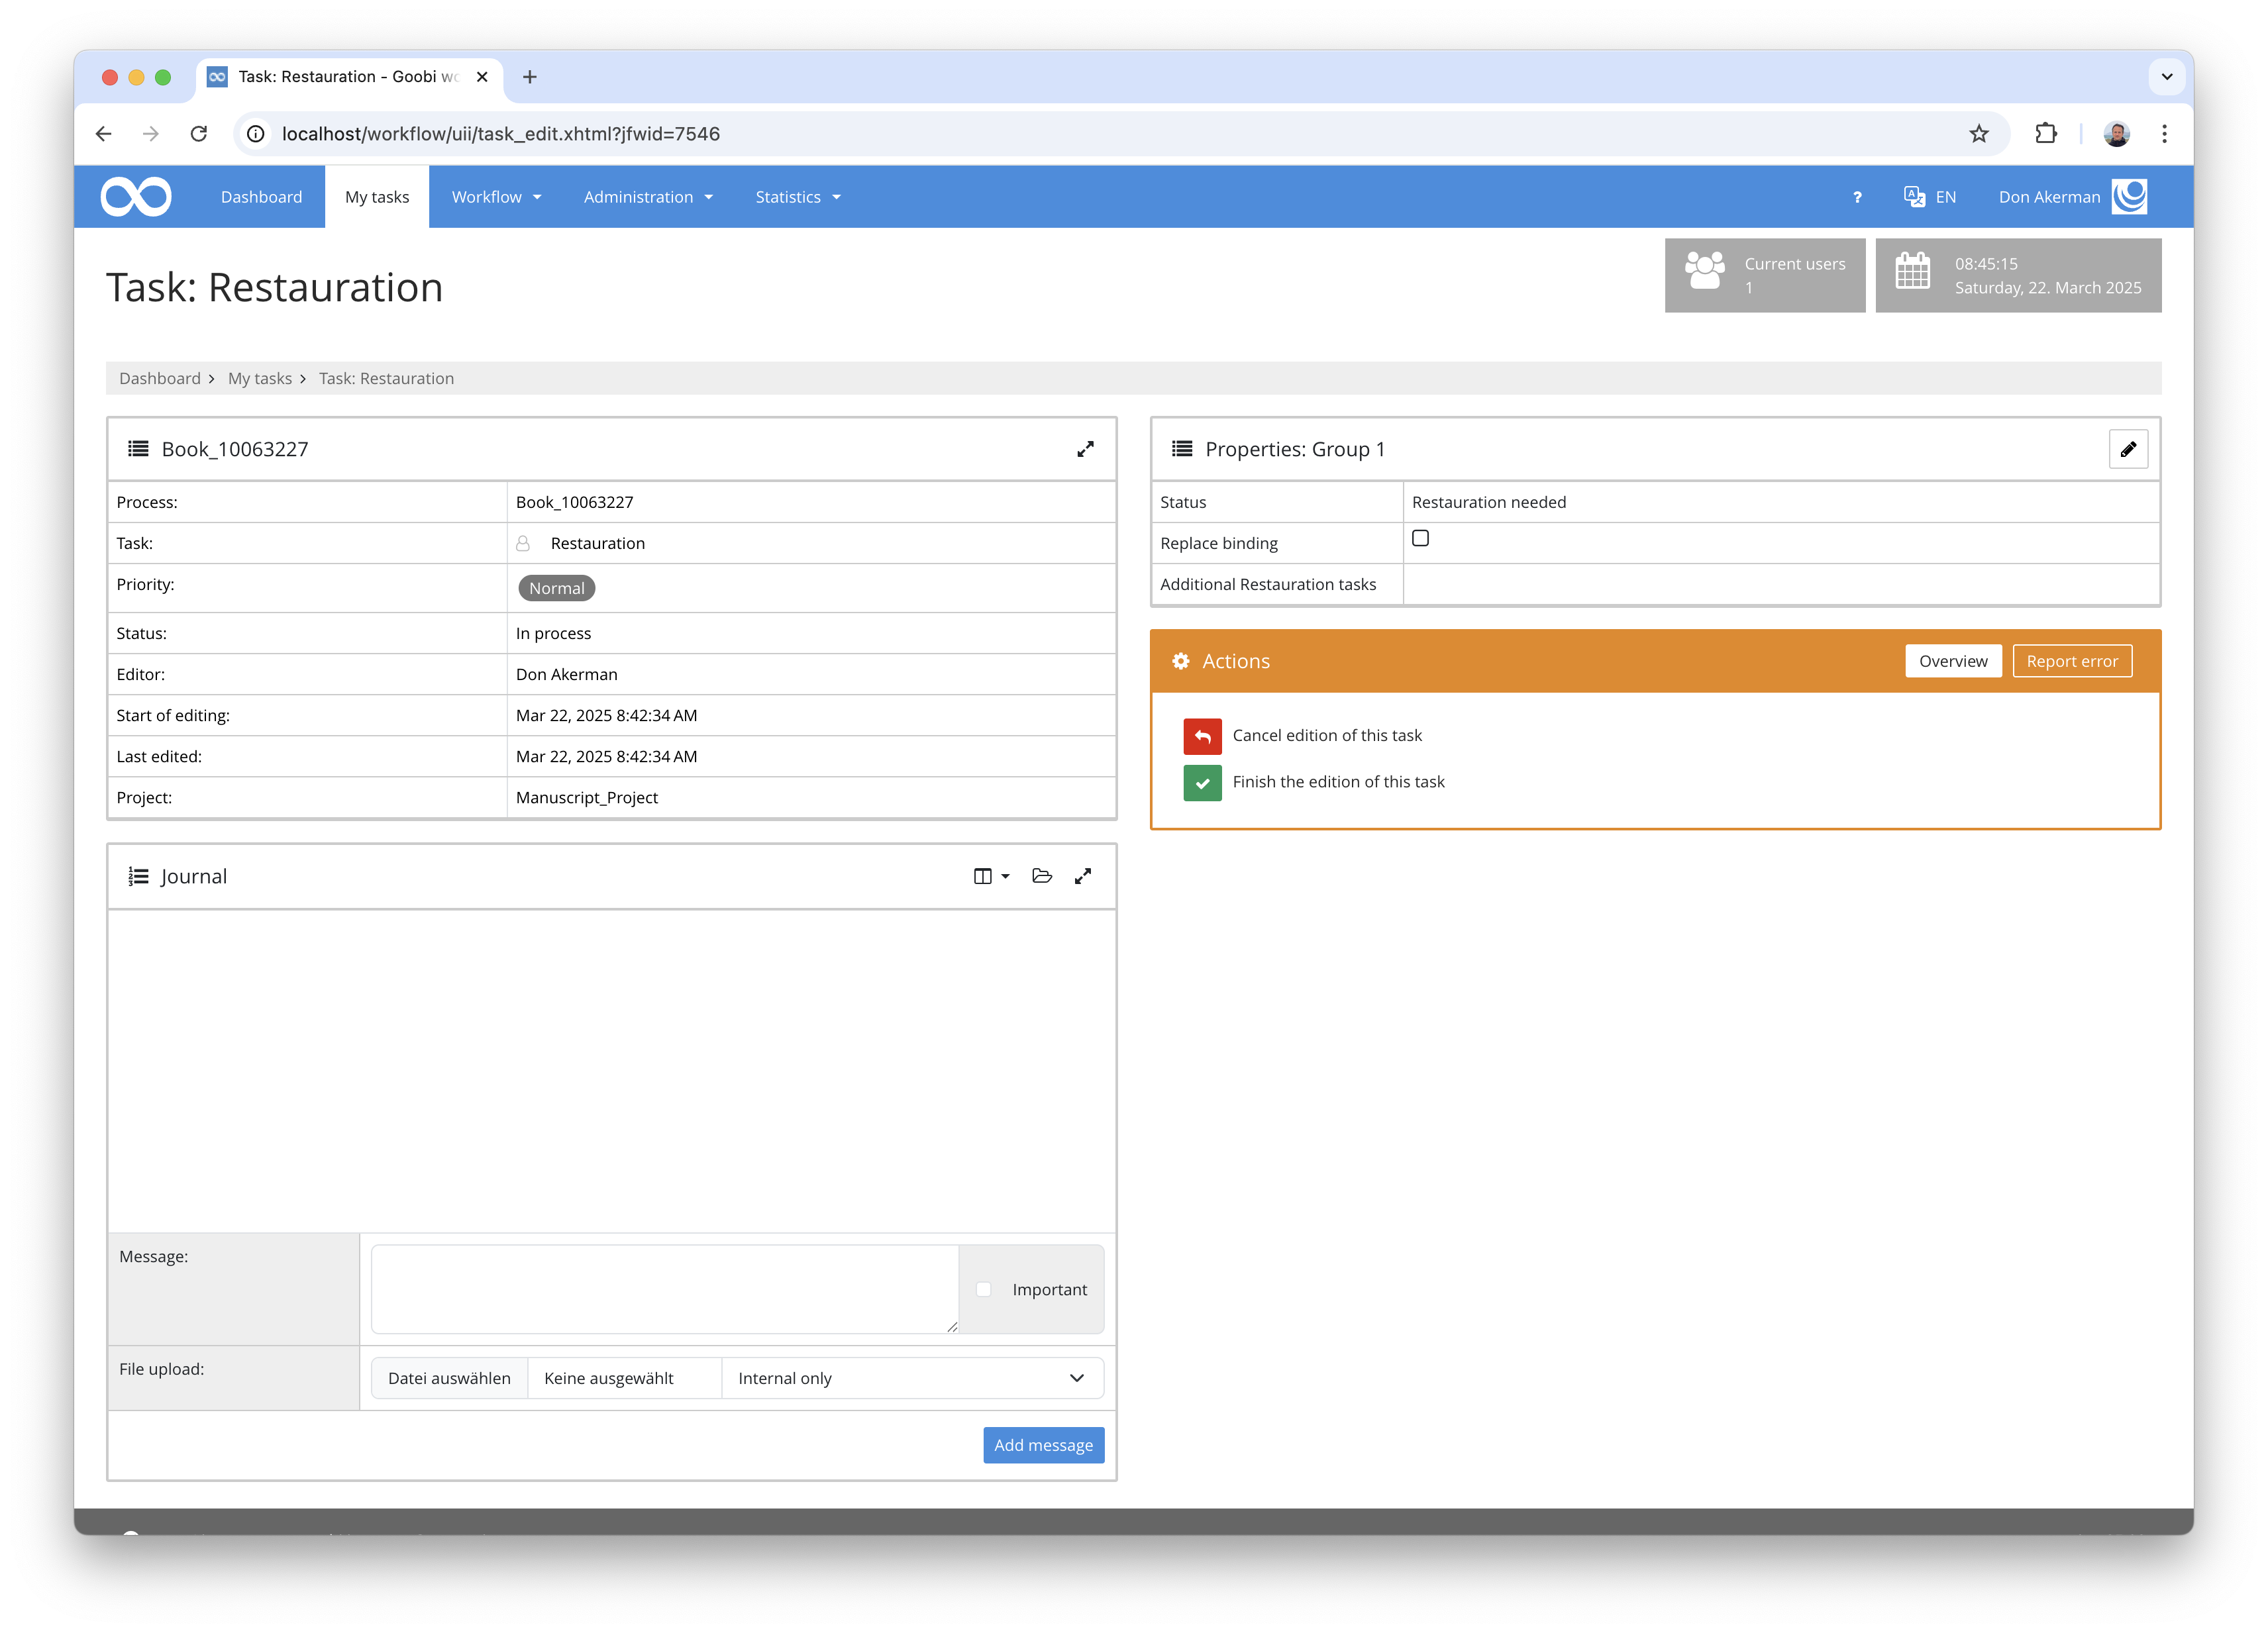 Task: Restauration - Goobi wo
localhost/workflow/uii/task_edit.xhtml?jfwid=7546
Dashboard My tasks Workflow Administration Statistics ? EN Don Akerman
Task: Restauration
Current users
1
08:45:15
Saturday, 22. March 2025
Dashboard > My tasks > Task: Restauration
Book_10063227
Process: Book_10063227
Task: Restauration
Priority: Normal
Status: In process
Editor: Don Akerman
Start of editing: Mar 22, 2025 8:42:34 AM
Last edited: Mar 22, 2025 8:42:34 AM
Project: Manuscript_Project
Journal
Message:
Important
File upload: Datei auswählen Keine ausgewählt Internal only
Add message
Properties: Group 1
Status Restauration needed
Replace binding
Additional Restauration tasks
Actions Overview Report error
Cancel edition of this task
Finish the edition of this task